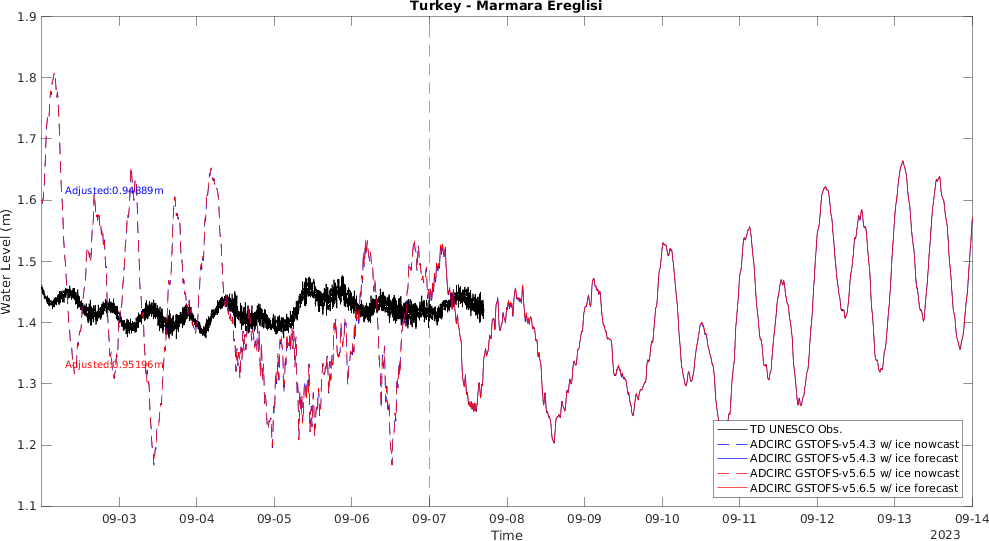 Turkey - Marmara Ereglisi
Water Level (m)
1.9
1.8
1.7
1.6
1.5
1.4
1.3
1.2
1.1
Adjusted:0.94889m
Adjusted:0.95196m
TD UNESCO Obs.
ADCIRC GSTOFS-v5.4.3 w/ ice nowcast
ADCIRC GSTOFS-v5.4.3 w/ ice forecast
ADCIRC GSTOFS-v5.6.5 w/ ice nowcast
ADCIRC GSTOFS-v5.6.5 w/ ice forecast
09-03 09-04 09-05 09-06 09-07 09-08 09-09 09-10 09-11 09-12 09-13 09-14
Time
2023